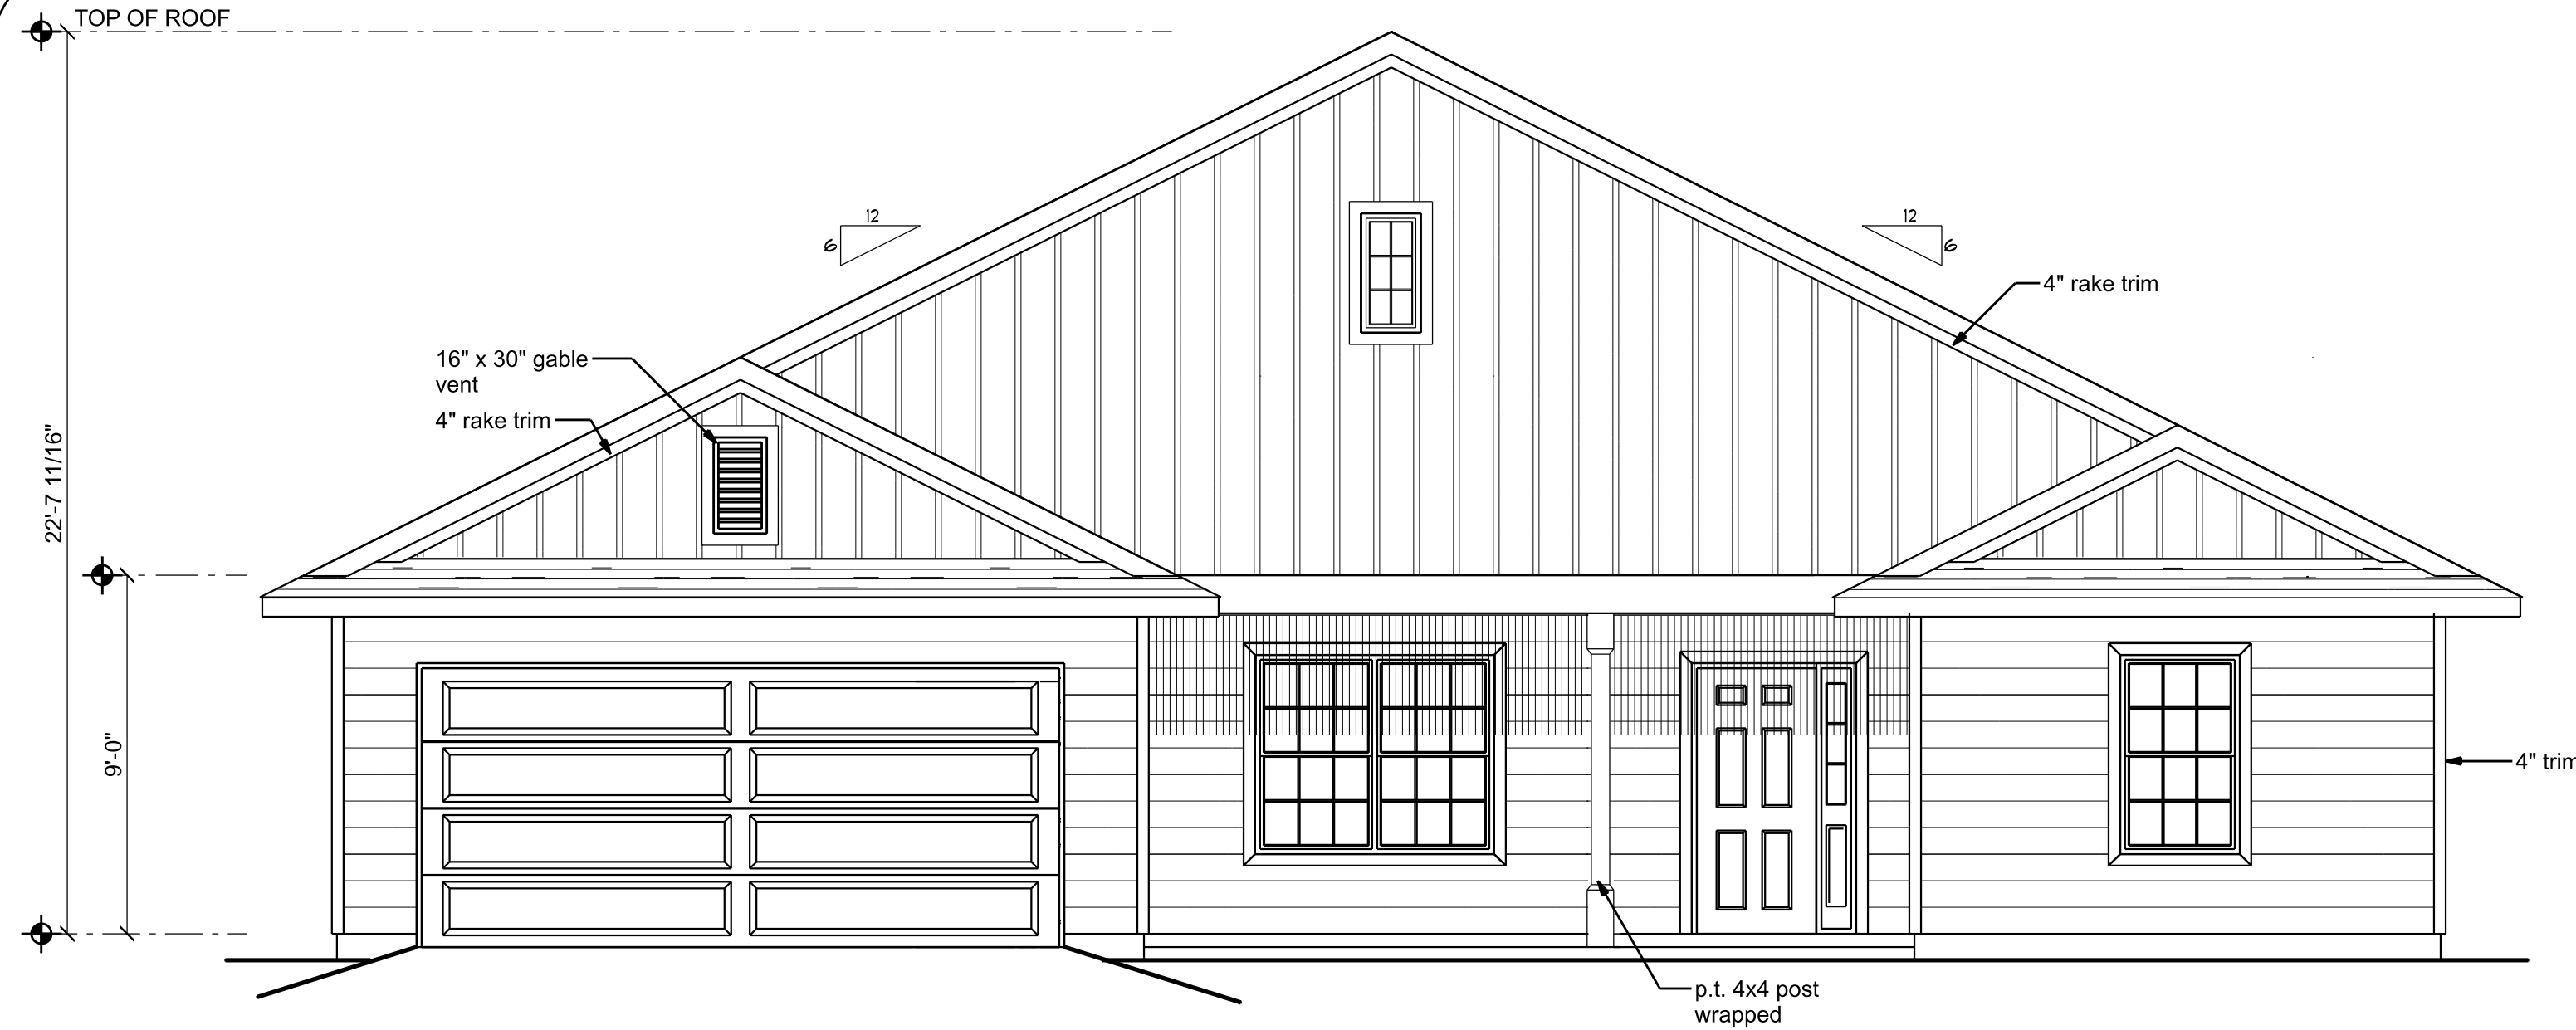 TOP OF ROOF
12
6
12
6
4" rake trim
16" x 30" gable
vent
4" rake trim
22'-7 11/16"
9'-0"
4" trim
p.t. 4x4 post
wrapped